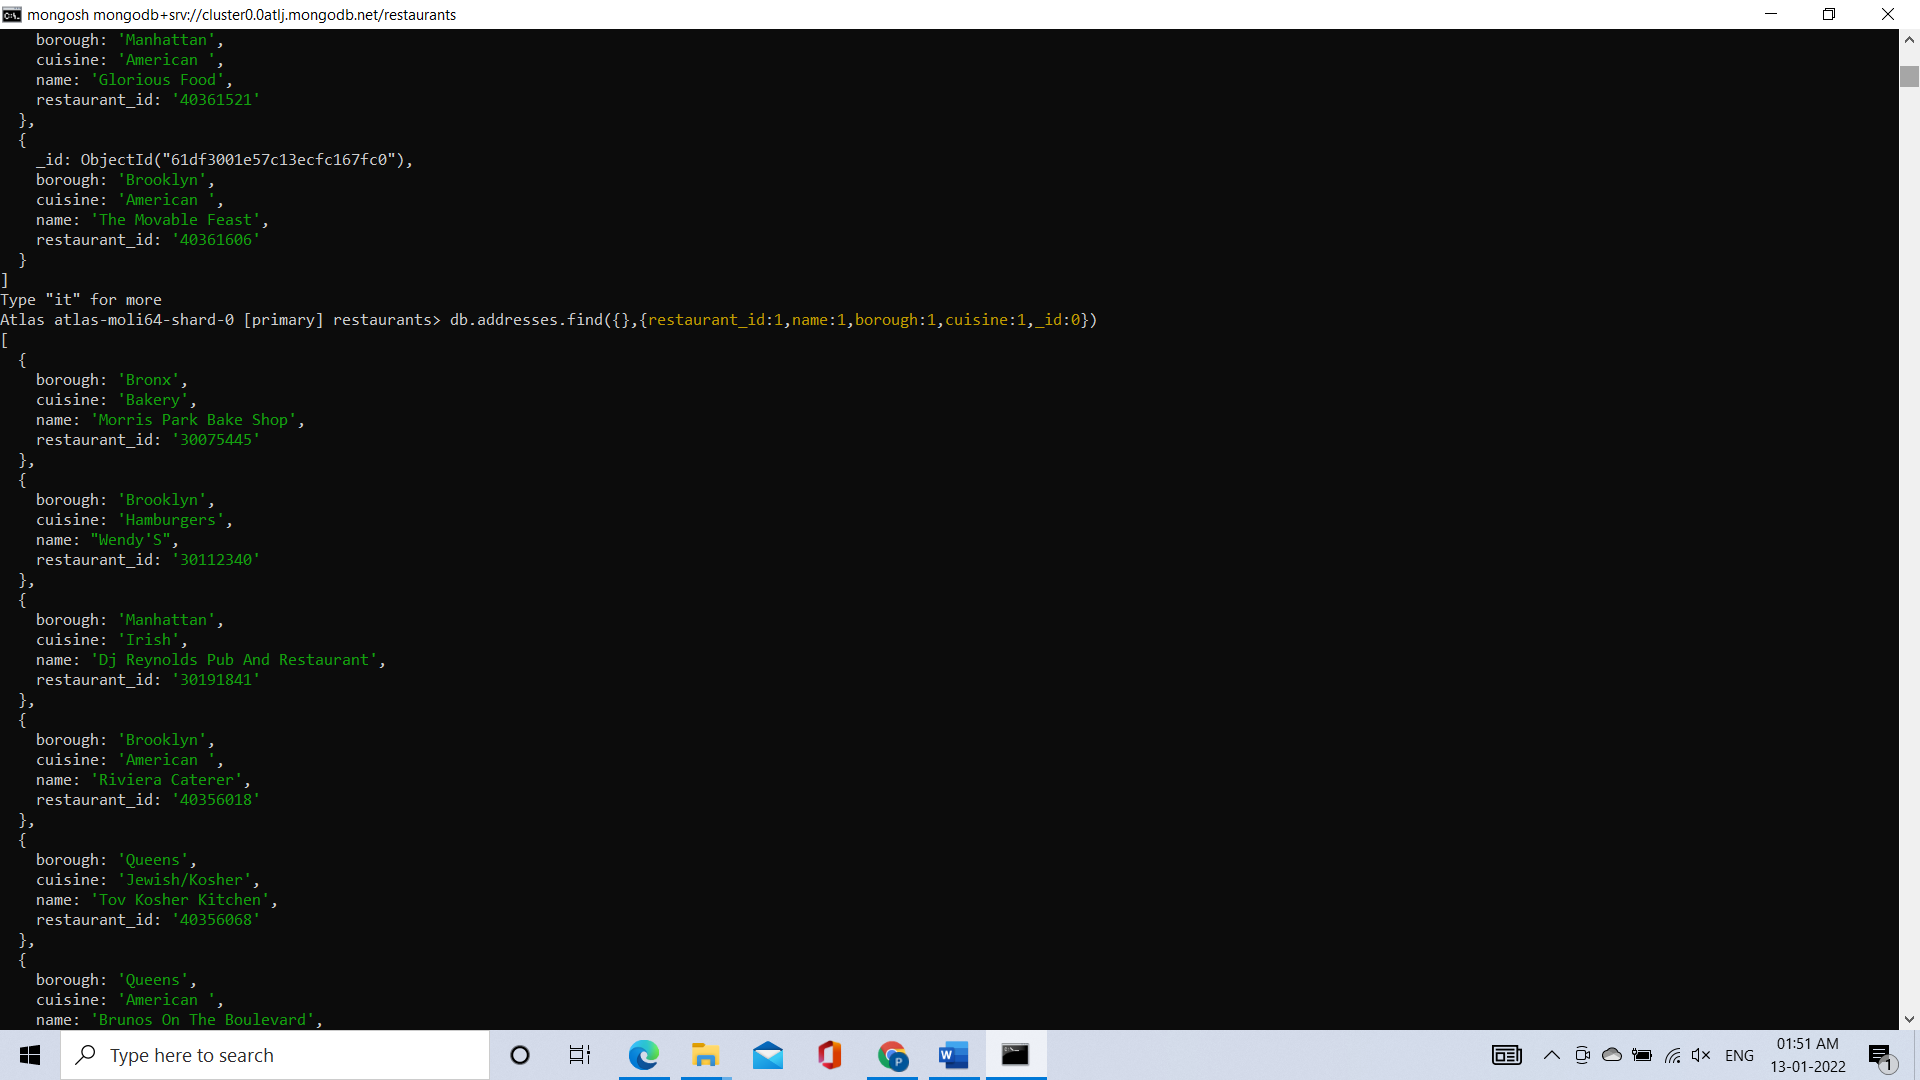 mongosh mongodb+srv://cluster0.0atlj.mongodb.net/restaurants
    borough: 'Manhattan',
    cuisine: 'American ',
    name: 'Glorious Food',
    restaurant_id: '40361521'
  },
  {
    _id: ObjectId("61df3001e57c13ecfc167fc0"),
    borough: 'Brooklyn',
    cuisine: 'American ',
    name: 'The Movable Feast',
    restaurant_id: '40361606'
  }
]
Type "it" for more
Atlas atlas-moli64-shard-0 [primary] restaurants> db.addresses.find({},{restaurant_id:1,name:1,borough:1,cuisine:1,_id:0})
[
  {
    borough: 'Bronx',
    cuisine: 'Bakery',
    name: 'Morris Park Bake Shop',
    restaurant_id: '30075445'
  },
  {
    borough: 'Brooklyn',
    cuisine: 'Hamburgers',
    name: "Wendy'S",
    restaurant_id: '30112340'
  },
  {
    borough: 'Manhattan',
    cuisine: 'Irish',
    name: 'Dj Reynolds Pub And Restaurant',
    restaurant_id: '30191841'
  },
  {
    borough: 'Brooklyn',
    cuisine: 'American ',
    name: 'Riviera Caterer',
    restaurant_id: '40356018'
  },
  {
    borough: 'Queens',
    cuisine: 'Jewish/Kosher',
    name: 'Tov Kosher Kitchen',
    restaurant_id: '40356068'
  },
  {
    borough: 'Queens',
    cuisine: 'American ',
    name: 'Brunos On The Boulevard',
Type here to search
ENG
01:51 AM
13-01-2022
1